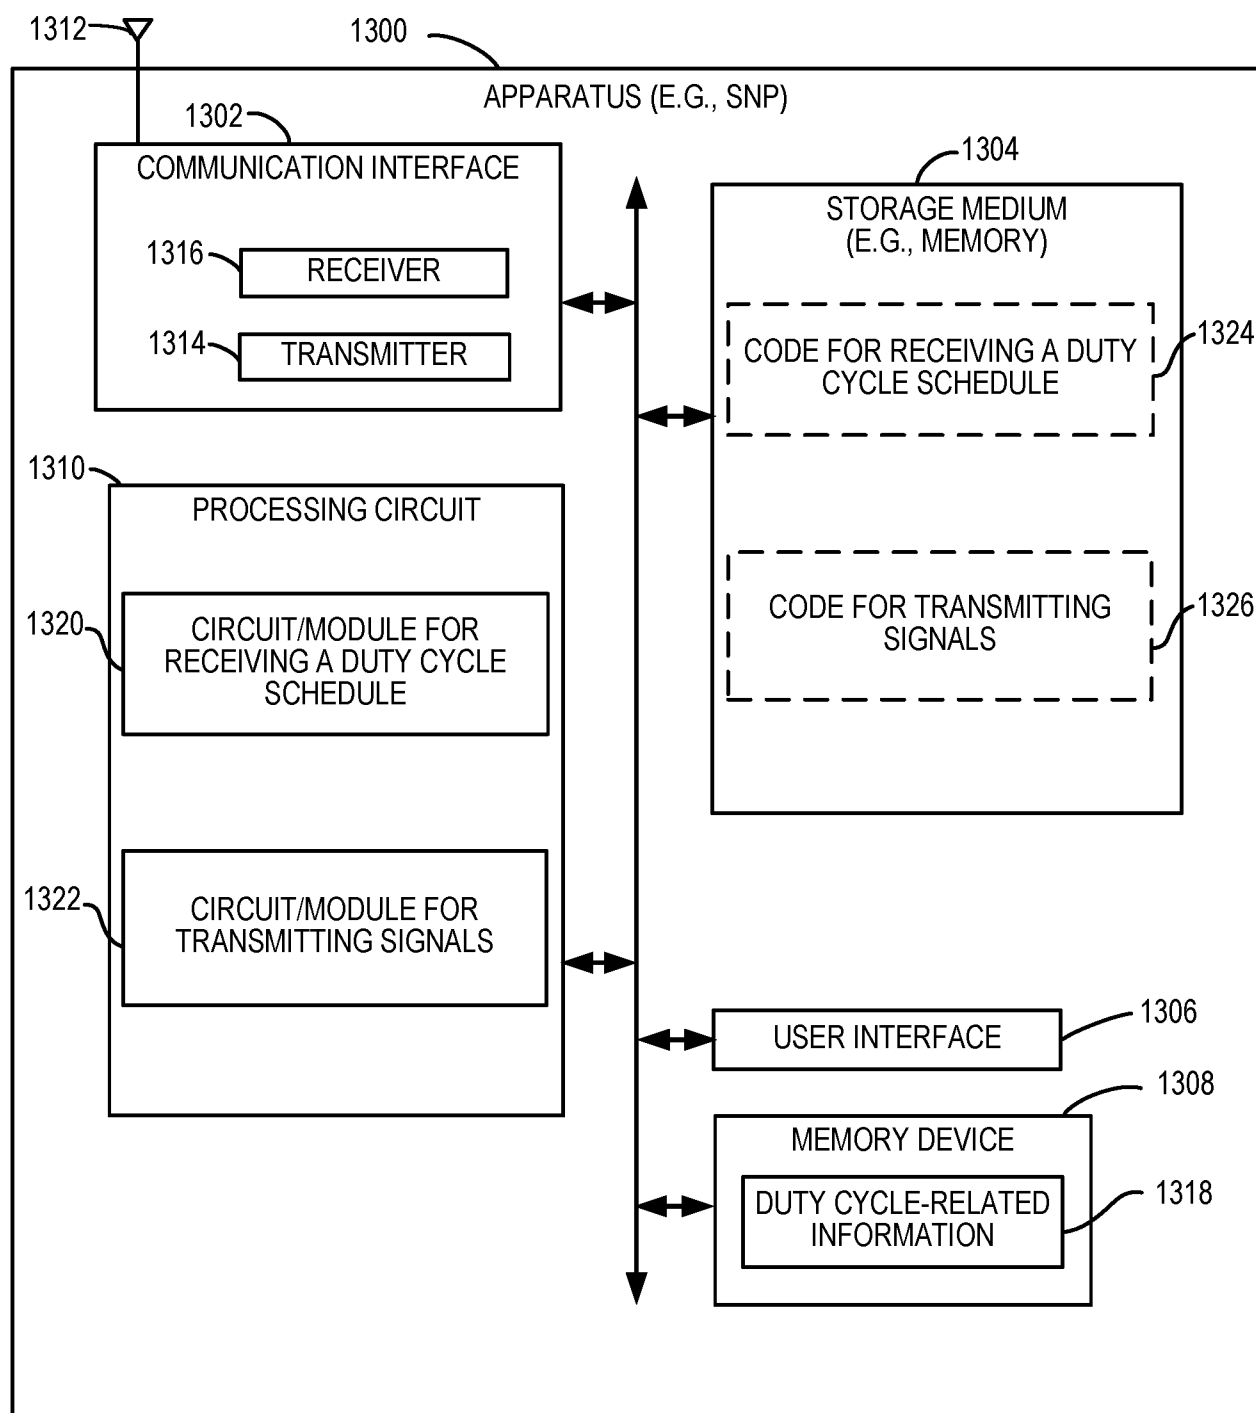 1312
1300
APPARATUS (E.G., SNP)
1302
COMMUNICATION INTERFACE
1316
RECEIVER
1314
TRANSMITTER
1304
STORAGE MEDIUM
(E.G., MEMORY)
CODE FOR RECEIVING A DUTY
CYCLE SCHEDULE
1324
CODE FOR TRANSMITTING
SIGNALS
1326
1310
PROCESSING CIRCUIT
1320
CIRCUIT/MODULE FOR
RECEIVING A DUTY CYCLE
SCHEDULE
1322
CIRCUIT/MODULE FOR
TRANSMITTING SIGNALS
USER INTERFACE
1306
1308
MEMORY DEVICE
DUTY CYCLE-RELATED
INFORMATION
1318